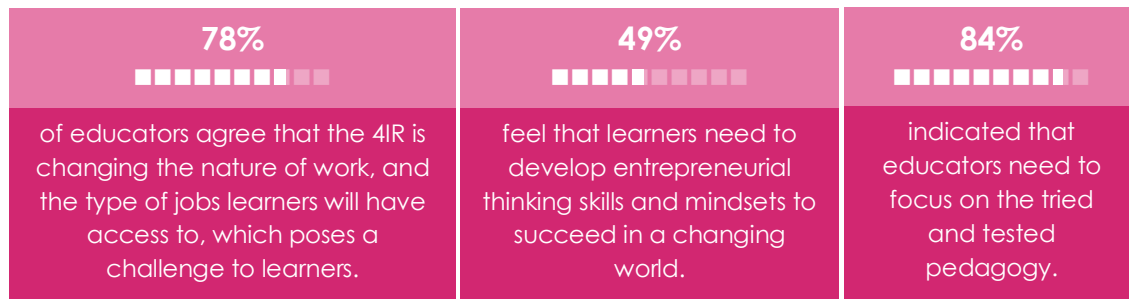 78%
of educators agree that the 4IR is
changing the nature of work, and
the type of jobs learners will have
access to, which poses a
challenge to learners.
49%
feel that learners need to
develop entrepreneurial
thinking skills and mindsets to
succeed in a changing
world.
84%
indicated that
educators need to
focus on the tried
and tested
pedagogy.